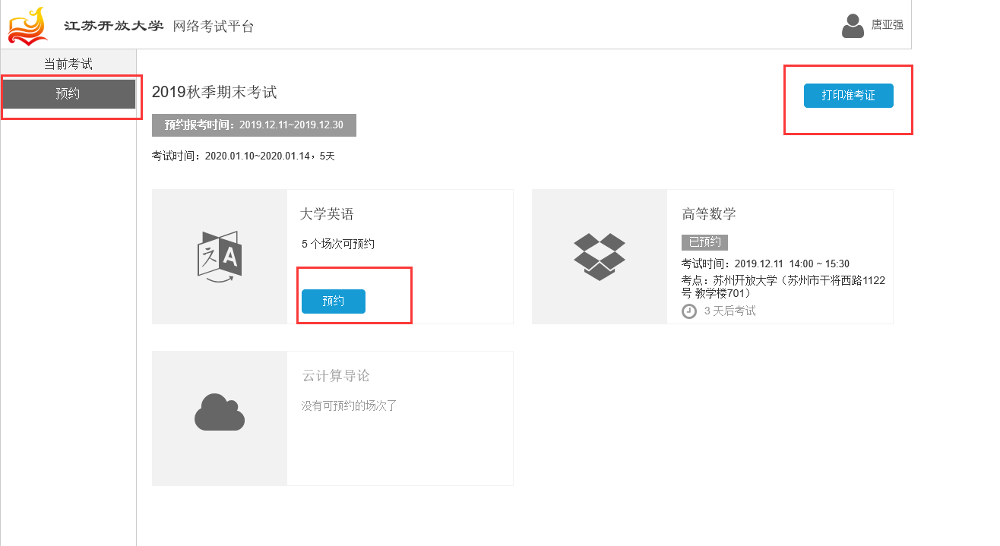 江苏开放大学 网络考试平台
唐亚强
当前考试
预约
2019秋季期末考试
打印准考证
预约报考时间：2019.12.11~2019.12.30
考试时间：2020.01.10~2020.01.14，5天
大学英语
5 个场次可预约
预约
高等数学
已预约
考试时间：2019.12.11 14:00 ~ 15:30
考点：苏州开放大学（苏州市干将西路1122
号 教学楼701）
3 天后考试
云计算导论
没有可预约的场次了